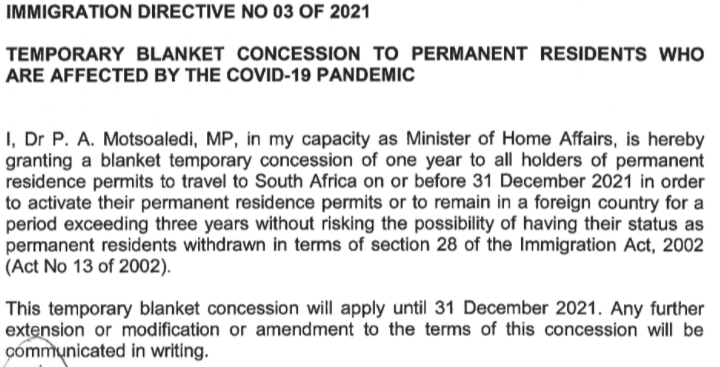 IMMIGRATION DIRECTIVE NO 03 OF 2021
TEMPORARY BLANKET CONCESSION TO PERMANENT RESIDENTS WHO
ARE AFFECTED BY THE COVID-19 PANDEMIC
I, Dr P. A. Motsoaledi, MP, in my capacity as Minister of Home Affairs, is hereby
granting a blanket temporary concession of one year to all holders of permanent
residence permits to travel to South Africa on or before 31 December 2021 in order
to activate their permanent residence permits or to remain in a foreign country for a
period exceeding three years without risking the possibility of having their status as
permanent residents withdrawn in terms of section 28 of the Immigration Act, 2002
(Act No 13 of 2002).
This temporary blanket concession will apply until 31 December 2021. Any further
extension or modification or amendment to the terms of this concession will be
communicated in writing.